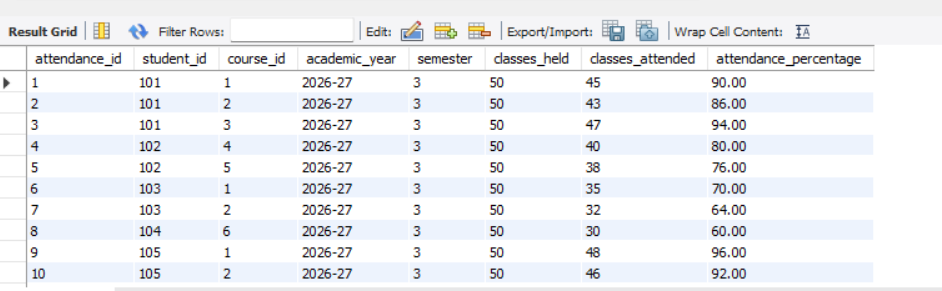 Result Grid Filter Rows: Edit: Export/Import: Wrap Cell Content: IA
attendance_id student_id course_id academic_year semester classes_held classes_attended attendance_percentage
1 101 1 2026-27 3 50 45 90.00
2 101 2 2026-27 3 50 43 86.00
3 101 3 2026-27 3 50 47 94.00
4 102 4 2026-27 3 50 40 80.00
5 102 5 2026-27 3 50 38 76.00
6 103 1 2026-27 3 50 35 70.00
7 103 2 2026-27 3 50 32 64.00
8 104 6 2026-27 3 50 30 60.00
9 105 1 2026-27 3 50 48 96.00
10 105 2 2026-27 3 50 46 92.00